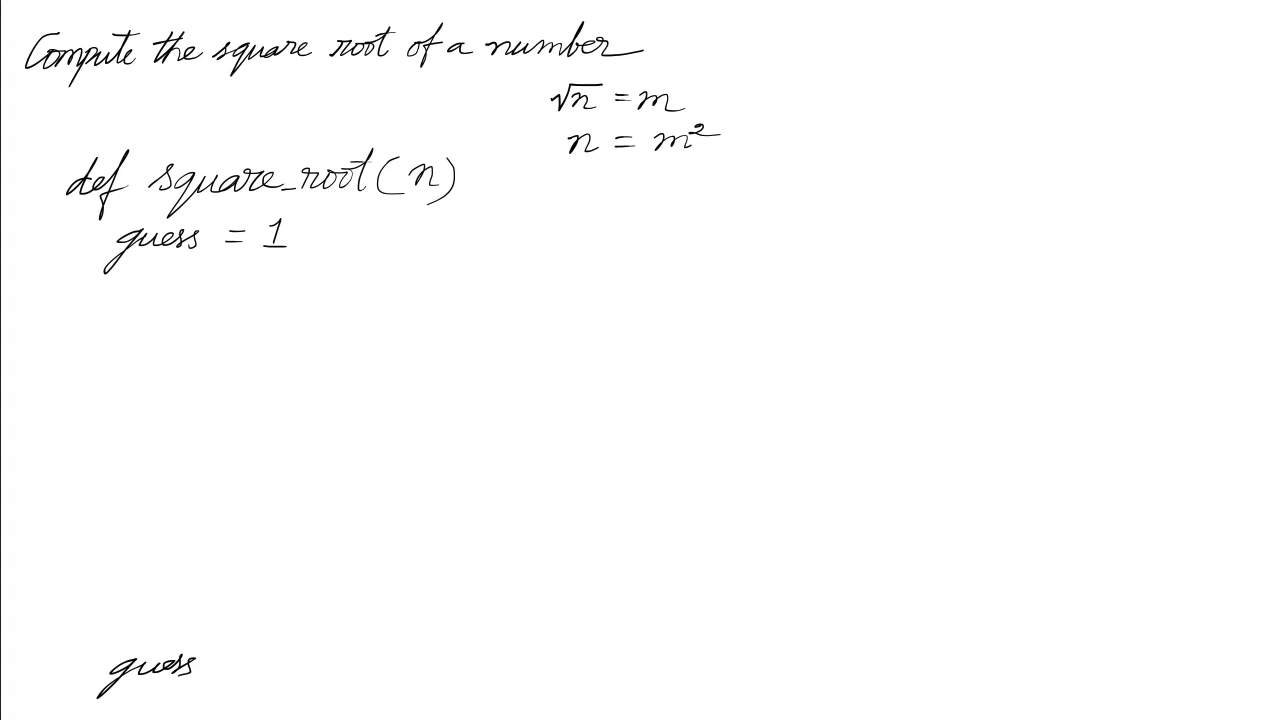 Compute the square root of a number
√n = m
n = m²
def square_root(n)
guess = 1
guess